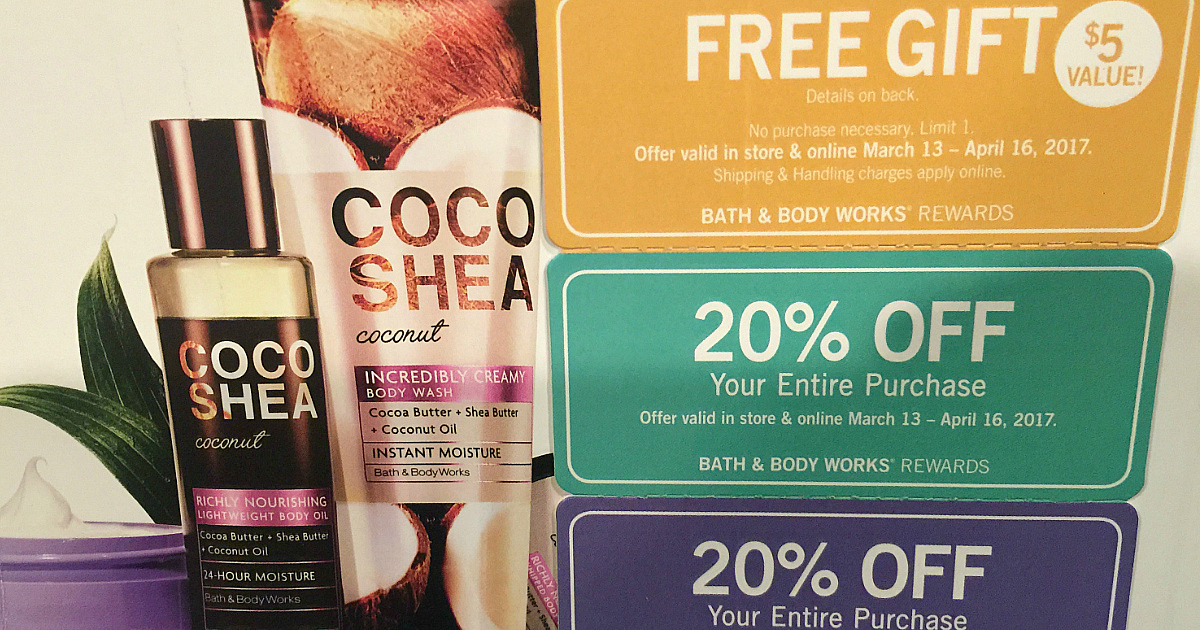 COCO
SHEA
coconut
RICHLY NOURISHING
LIGHTWEIGHT BODY OIL
Cocoa Butter + Shea Butter
+ Coconut Oil
24-HOUR MOISTURE
Bath & Body Works
COCO
SHEA
coconut
INCREDIBLY CREAMY
BODY WASH
Cocoa Butter + Shea Butter
+ Coconut Oil
INSTANT MOISTURE
Bath & Body Works
FREE GIFT
$5
VALUE!
Details on back.
No purchase necessary. Limit 1.
Offer valid in store & online March 13 – April 16, 2017.
Shipping & Handling charges apply online.
BATH & BODY WORKS® REWARDS
20% OFF
Your Entire Purchase
Offer valid in store & online March 13 – April 16, 2017.
BATH & BODY WORKS® REWARDS
20% OFF
Your Entire Purchase